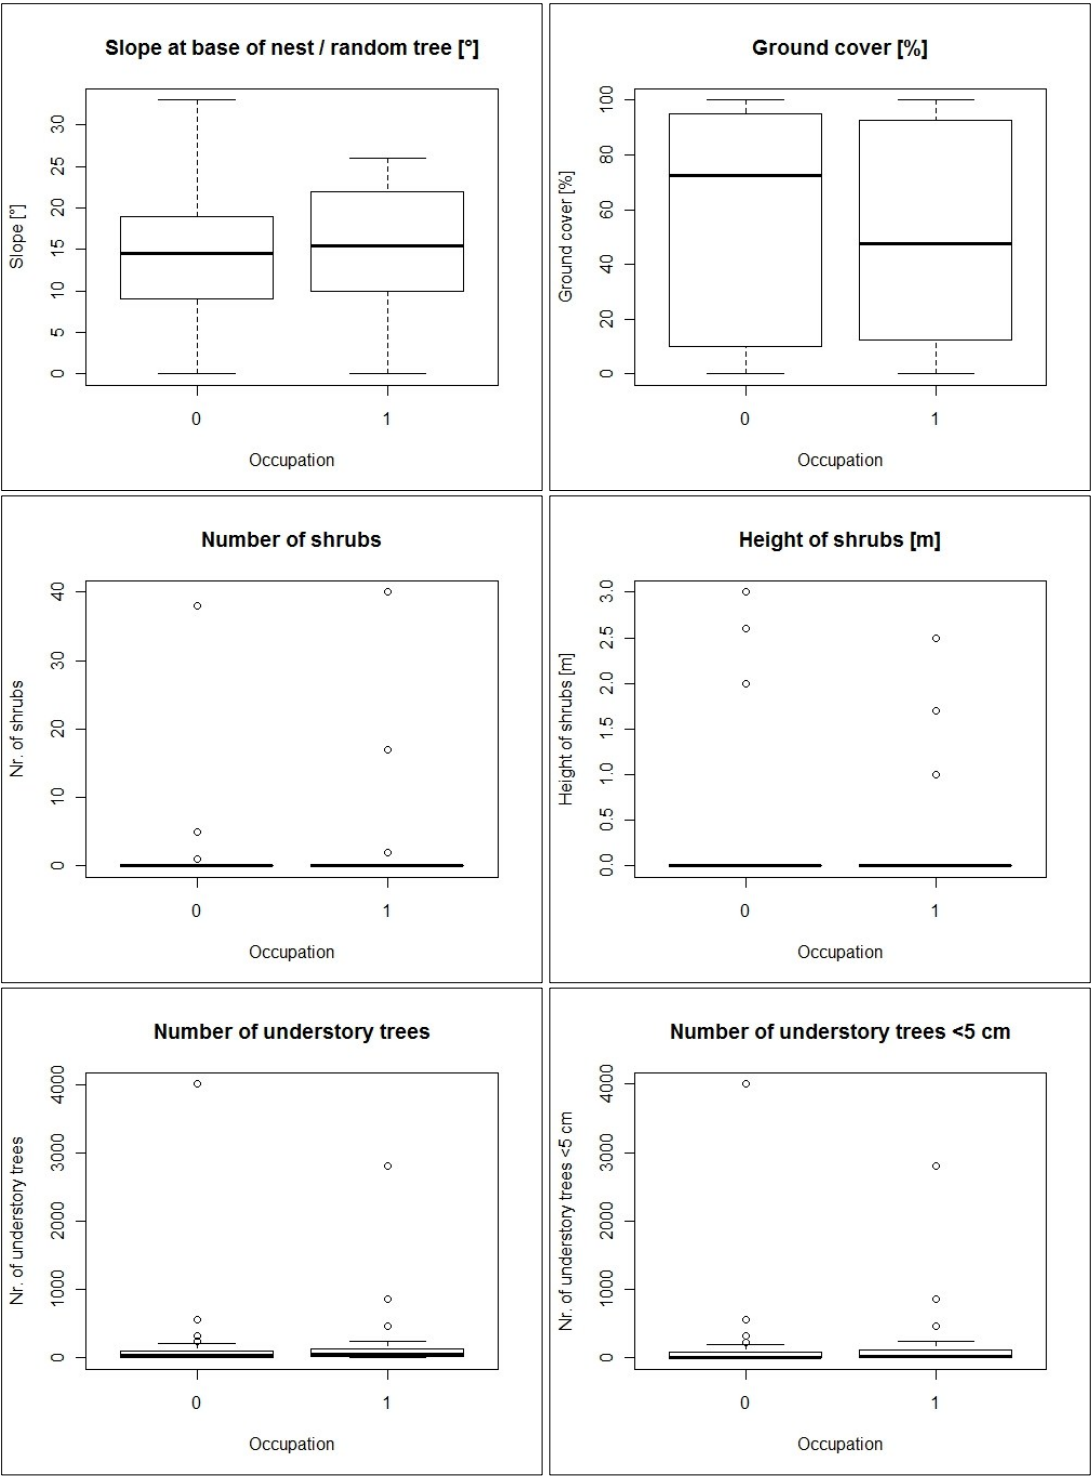 Slope at base of nest / random tree [°]
Slope [°]
30
25
20
15
10
5
0
0 1
Occupation
Ground cover [%]
Ground cover [%]
100
80
60
40
20
0
0 1
Occupation
Number of shrubs
Nr. of shrubs
40
30
20
10
0
0 1
Occupation
Height of shrubs [m]
Height of shrubs [m]
3.0
2.5
2.0
1.5
1.0
0.5
0.0
0 1
Occupation
Number of understory trees
Nr. of understory trees
4000
3000
2000
1000
0
0 1
Occupation
Number of understory trees <5 cm
Nr. of understory trees <5 cm
4000
3000
2000
1000
0
0 1
Occupation